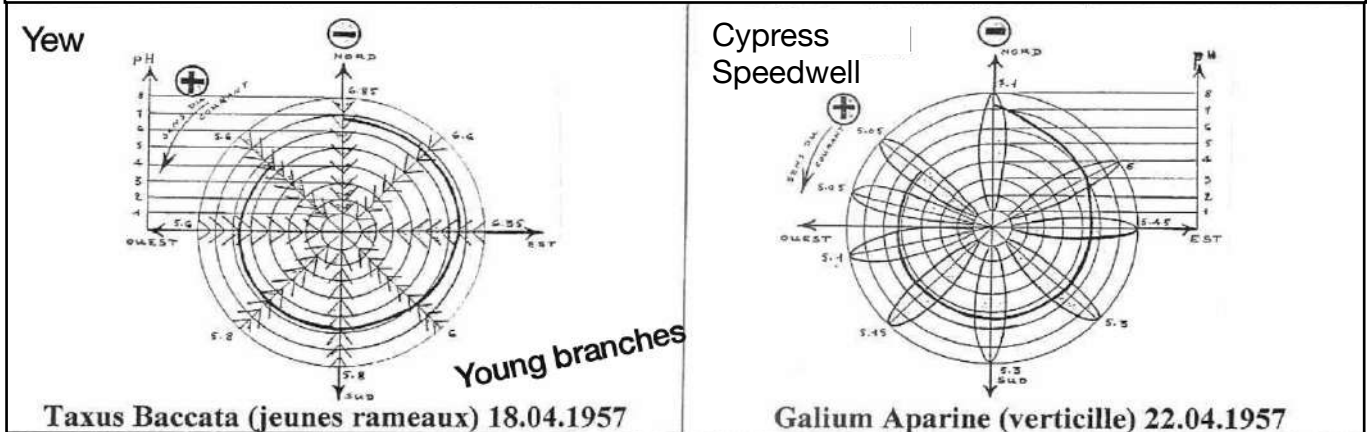 Yew
pH
8
7
6
5
4
3
2
1
+
SENS DU
COURANT
−
NORD
6.85
6.6
5.6
5.6
OUEST
6.35
EST
6
5.8
5.8
SUD
Young branches
Taxus Baccata (jeunes rameaux) 18.04.1957
Cypress
Speedwell
−
NORD
5.1
+
SENS DU
COURANT
5.05
5.05
OUEST
5.1
5.15
5.3
SUD
5.3
5.45
EST
6
pH
8
7
6
5
4
3
2
1
Galium Aparine (verticille) 22.04.1957